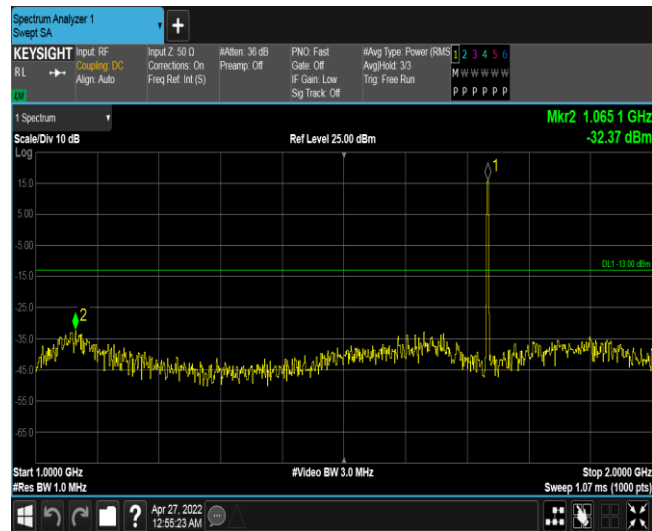 Spectrum Analyzer 1
Swept SA
+
KEYSIGHT
RL
Input: RF
Coupling: DC
Align: Auto
Input Z: 50 Ω
Corrections: On
Freq Ref: Int (S)
#Atten: 36 dB
Preamp: Off
PNO: Fast
Gate: Off
IF Gain: Low
Sig Track: Off
#Avg Type: Power (RMS
Avg|Hold: 3/3
Trig: Free Run
1 2 3 4 5 6
M W W W W W
P P P P P P
1 Spectrum
Scale/Div 10 dB
Log
Ref Level 25.00 dBm
Mkr2 1.065 1 GHz
-32.37 dBm
1
15.0
5.00
-5.00
DL1 -13.00 dBm
-15.0
-25.0
2
-35.0
-45.0
-55.0
-65.0
Start 1.0000 GHz
#Res BW 1.0 MHz
#Video BW 3.0 MHz
Stop 2.0000 GHz
Sweep 1.07 ms (1000 pts)
?
Apr 27, 2022
12:55:23 AM